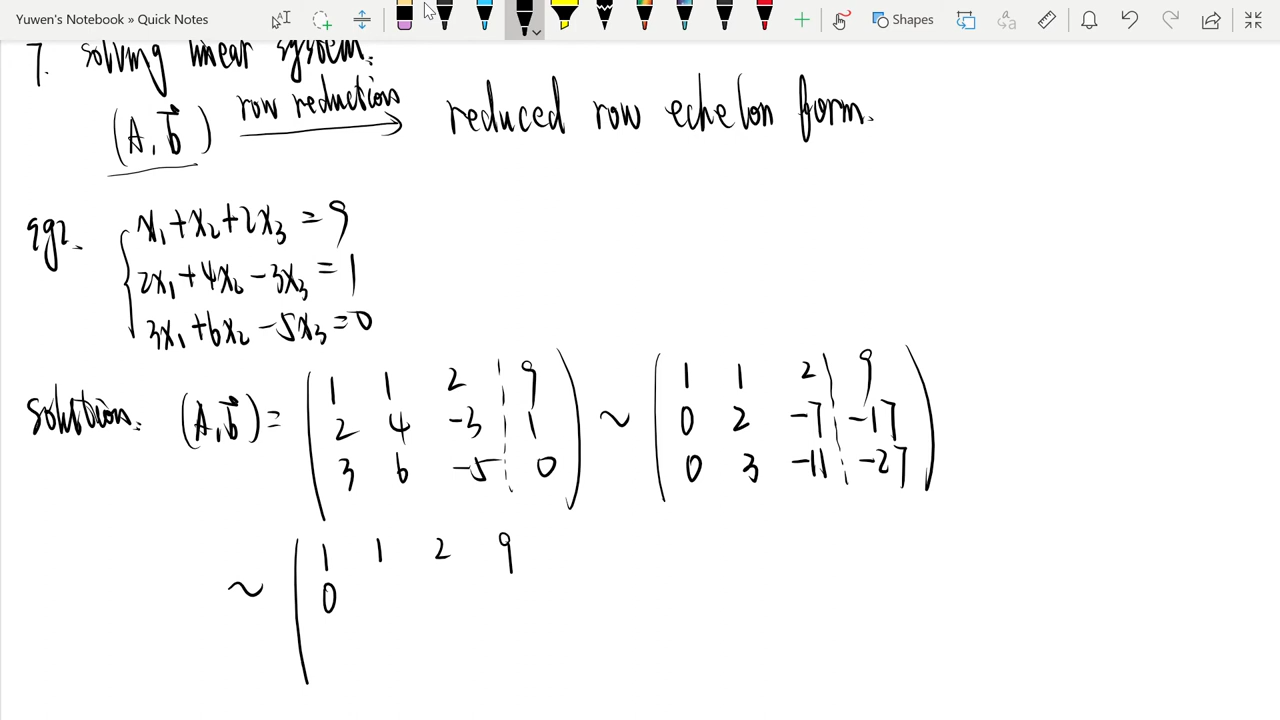 Yuwen's Notebook » Quick Notes
Shapes
7. solving linear system.
(A, b⃗) row reduction → reduced row echelon form.
eg2. { x₁+x₂+2x₃ = 9
2x₁+4x₂-3x₃ = 1
3x₁+6x₂-5x₃ = 0
solution. (A, b⃗) = ( 1 1 2 ¦ 9 ) ~ ( 1 1 2 ¦ 9 )
2 4 -3 ¦ 1 0 2 -7 ¦ -17
3 6 -5 ¦ 0 0 3 -11 ¦ -27
~ ( 1 1 2 9
0